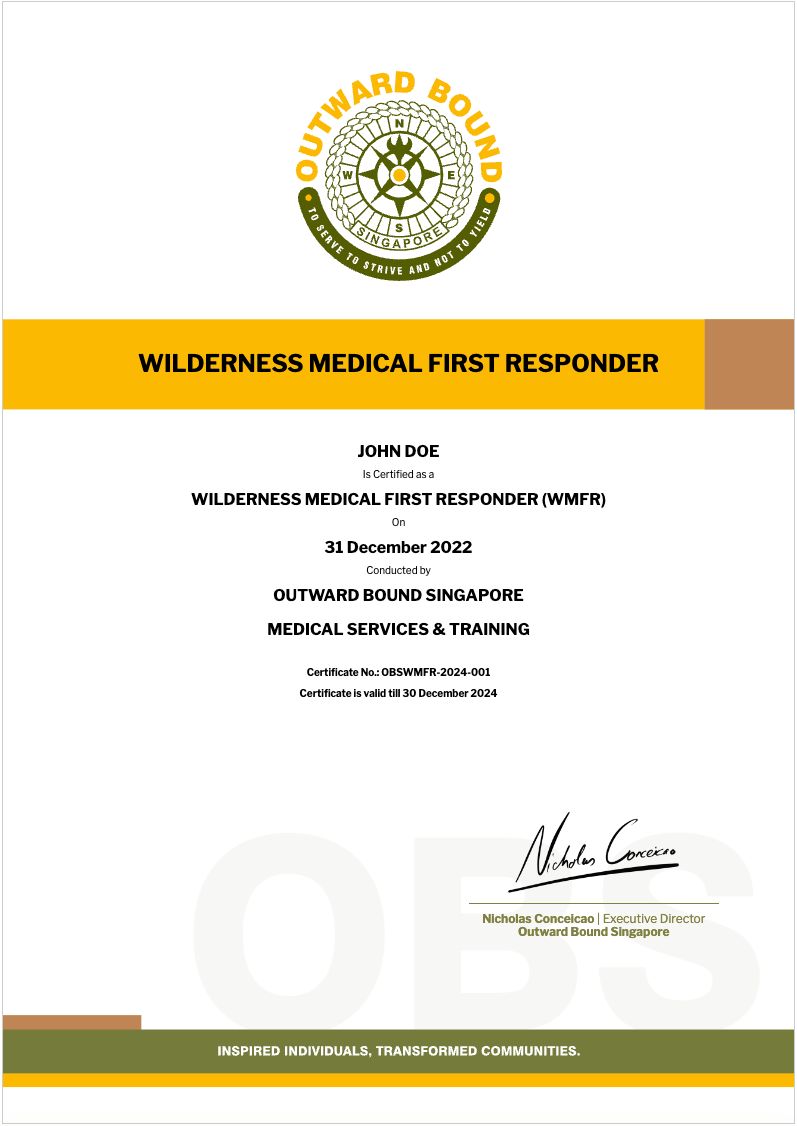 OUTWARD BOUND
N
W
E
S
SINGAPORE
TO SERVE TO STRIVE AND NOT TO YIELD
WILDERNESS MEDICAL FIRST RESPONDER
JOHN DOE
Is Certified as a
WILDERNESS MEDICAL FIRST RESPONDER (WMFR)
On
31 December 2022
Conducted by
OUTWARD BOUND SINGAPORE
MEDICAL SERVICES & TRAINING
Certificate No.: OBSWMFR-2024-001
Certificate is valid till 30 December 2024
OBS
Nicholas Conceicao
Nicholas Conceicao | Executive Director
Outward Bound Singapore
INSPIRED INDIVIDUALS, TRANSFORMED COMMUNITIES.